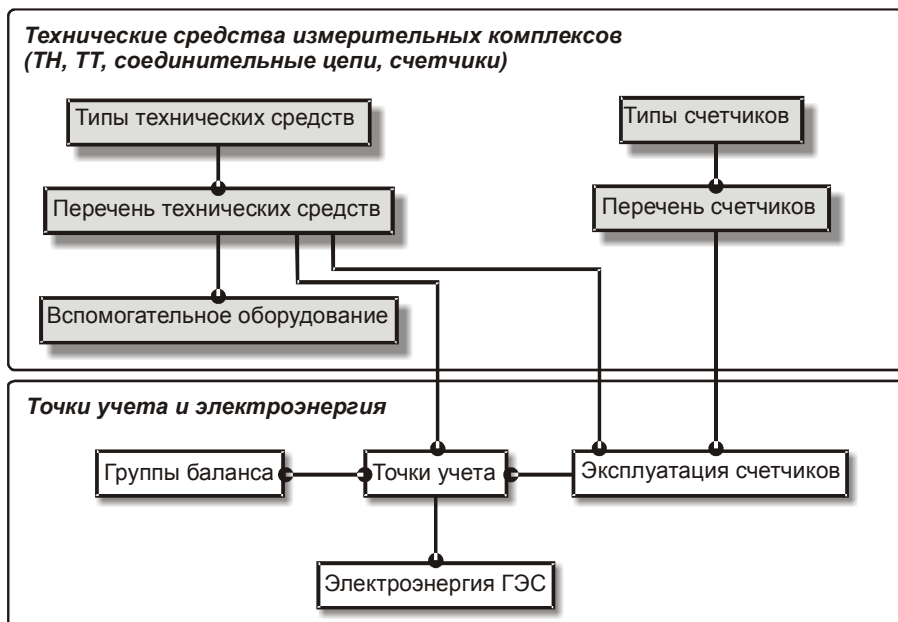 Технические средства измерительных комплексов
(ТН, ТТ, соединительные цепи, счетчики)
Типы технических средств
Типы счетчиков
Перечень технических средств
Перечень счетчиков
Вспомогательное оборудование
Точки учета и электроэнергия
Группы баланса
Точки учета
Эксплуатация счетчиков
Электроэнергия ГЭС